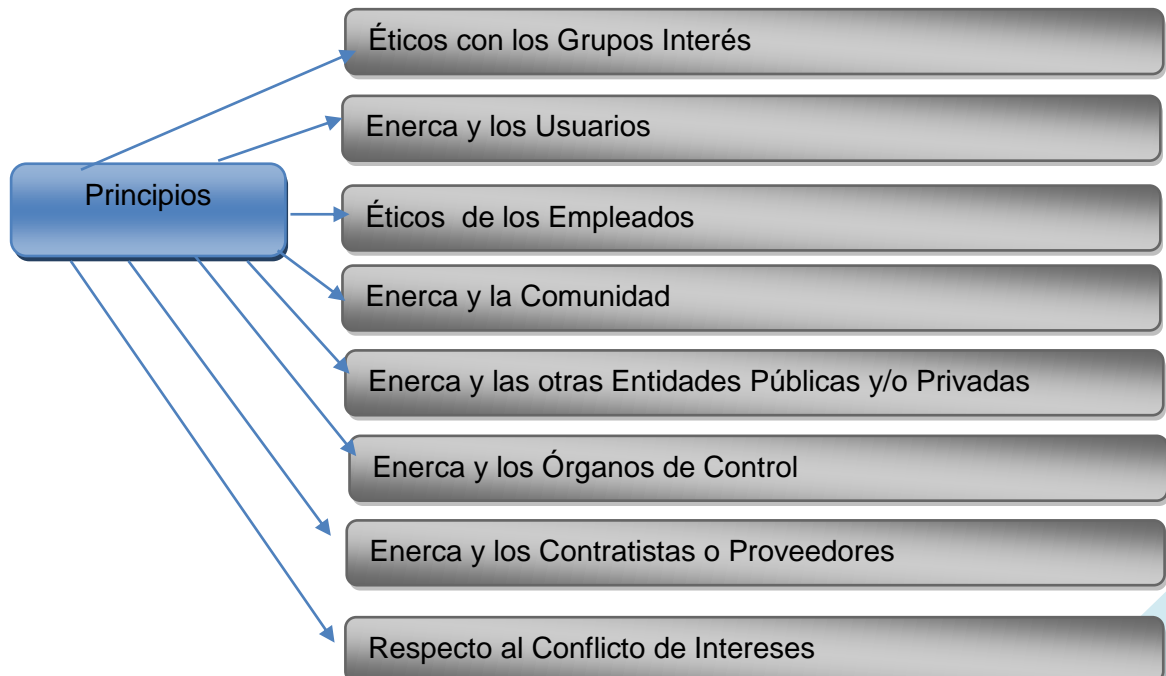 Éticos con los Grupos Interés
Enerca y los Usuarios
Principios
Éticos de los Empleados
Enerca y la Comunidad
Enerca y las otras Entidades Públicas y/o Privadas
Enerca y los Órganos de Control
Enerca y los Contratistas o Proveedores
Respecto al Conflicto de Intereses